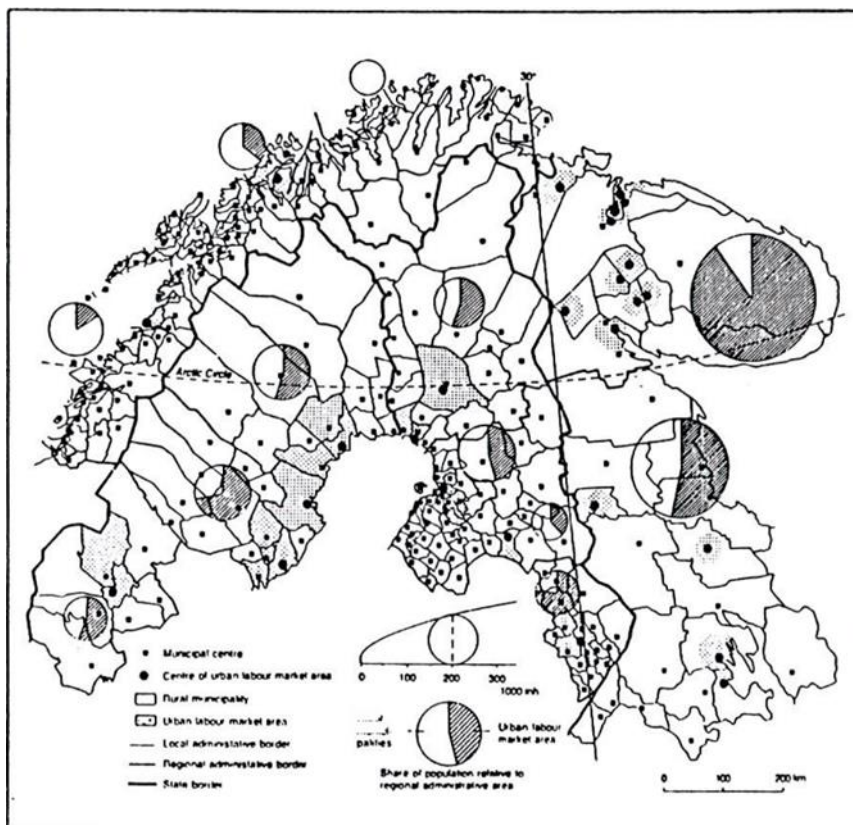 30°
Arctic Circle
Municipal centre
Centre of urban labour market area
Rural municipality
Urban labour market area
Local administrative border
Regional administrative border
State border
0 100 200 300
1000 inh
palities
Urban labour
market area
Share of population relative to
regional administrative area
0 100 200 km